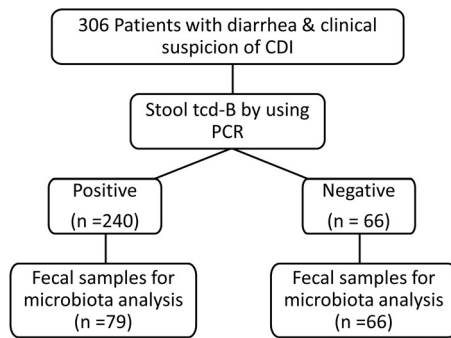 306 Patients with diarrhea & clinical
suspicion of CDI
Stool tcd-B by using
PCR
Positive
(n =240)
Negative
(n = 66)
Fecal samples for
microbiota analysis
(n =79)
Fecal samples for
microbiota analysis
(n =66)